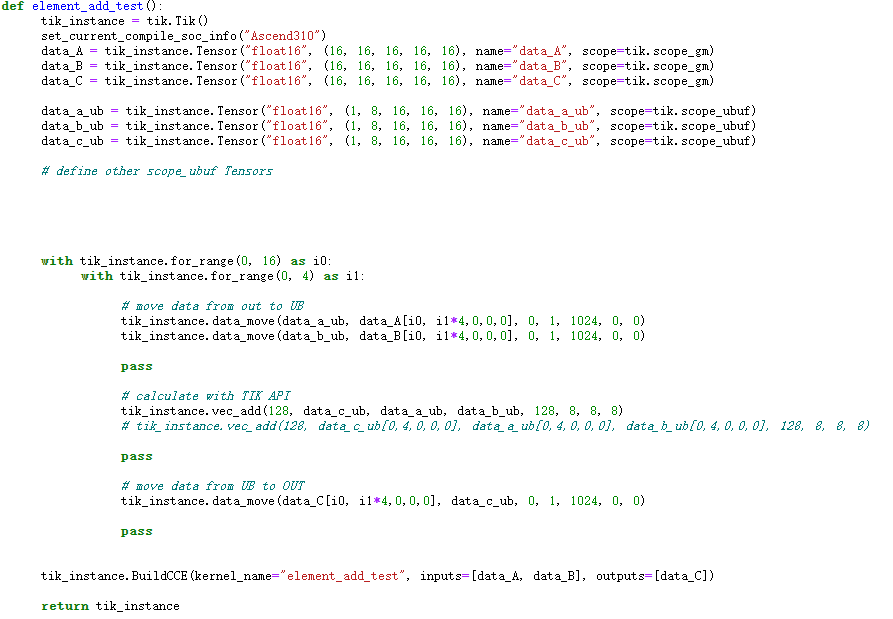 def element_add_test():
tik_instance = tik.Tik()
set_current_compile_soc_info("Ascend310")
data_A = tik_instance.Tensor("float16", (16, 16, 16, 16, 16), name="data_A", scope=tik.scope_gm)
data_B = tik_instance.Tensor("float16", (16, 16, 16, 16, 16), name="data_B", scope=tik.scope_gm)
data_C = tik_instance.Tensor("float16", (16, 16, 16, 16, 16), name="data_C", scope=tik.scope_gm)
data_a_ub = tik_instance.Tensor("float16", (1, 8, 16, 16, 16), name="data_a_ub", scope=tik.scope_ubuf)
data_b_ub = tik_instance.Tensor("float16", (1, 8, 16, 16, 16), name="data_b_ub", scope=tik.scope_ubuf)
data_c_ub = tik_instance.Tensor("float16", (1, 8, 16, 16, 16), name="data_c_ub", scope=tik.scope_ubuf)
# define other scope_ubuf Tensors
with tik_instance.for_range(0, 16) as i0:
with tik_instance.for_range(0, 4) as i1:
# move data from out to UB
tik_instance.data_move(data_a_ub, data_A[i0, i1*4,0,0,0], 0, 1, 1024, 0, 0)
tik_instance.data_move(data_b_ub, data_B[i0, i1*4,0,0,0], 0, 1, 1024, 0, 0)
pass
# calculate with TIK API
tik_instance.vec_add(128, data_c_ub, data_a_ub, data_b_ub, 128, 8, 8, 8)
# tik_instance.vec_add(128, data_c_ub[0,4,0,0,0], data_a_ub[0,4,0,0,0], data_b_ub[0,4,0,0,0], 128, 8, 8, 8)
pass
# move data from UB to OUT
tik_instance.data_move(data_C[i0, i1*4,0,0,0], data_c_ub, 0, 1, 1024, 0, 0)
pass
tik_instance.BuildCCE(kernel_name="element_add_test", inputs=[data_A, data_B], outputs=[data_C])
return tik_instance